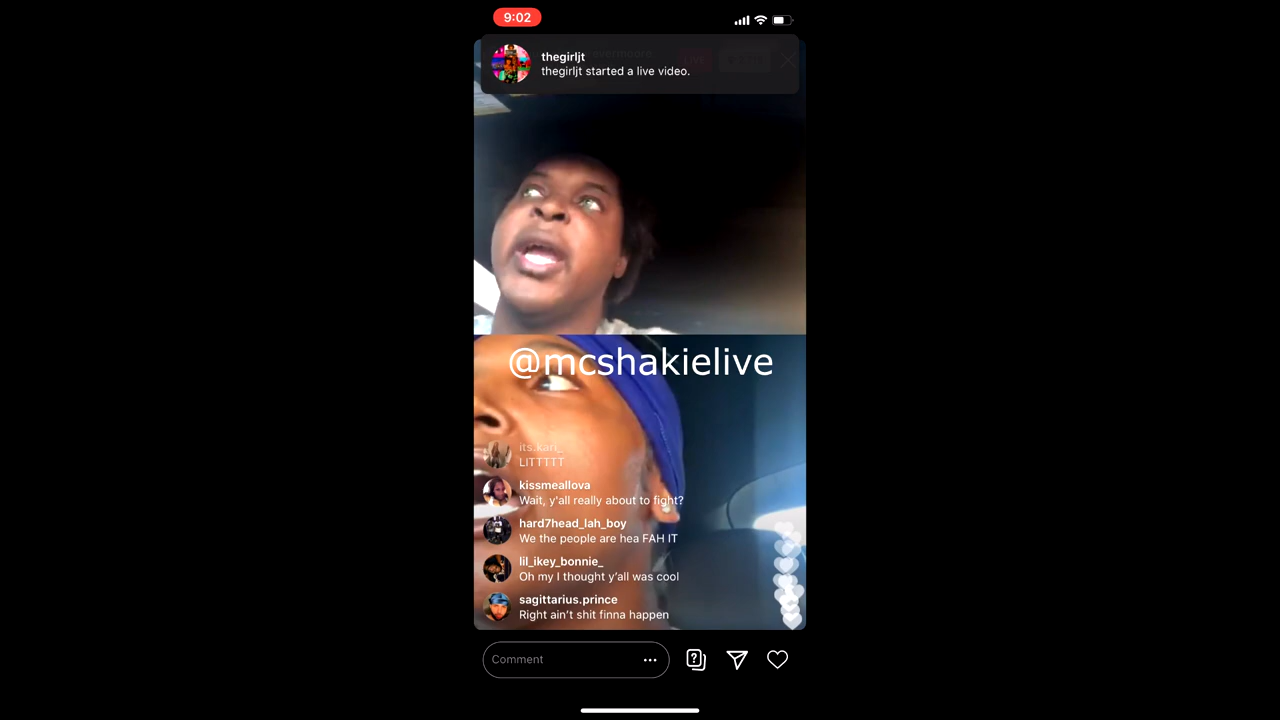 9:02
thegirljt
thegirljt started a live video.
@mcshakielive
its.kari_
LITTTTT
kissmeallova
Wait, y'all really about to fight?
hard7head_lah_boy
We the people are hea FAH IT
lil_ikey_bonnie_
Oh my I thought y'all was cool
sagittarius.prince
Right ain't shit finna happen
Comment